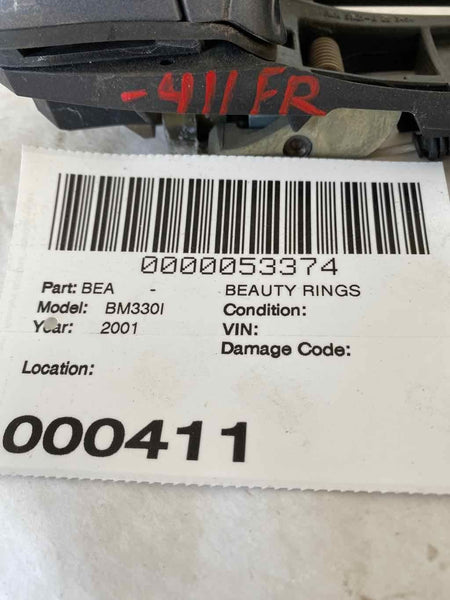 -411 FR
0000053374
Part: BEA - BEAUTY RINGS
Model: BM330I Condition:
Year: 2001 VIN:
Damage Code:
Location:
000411